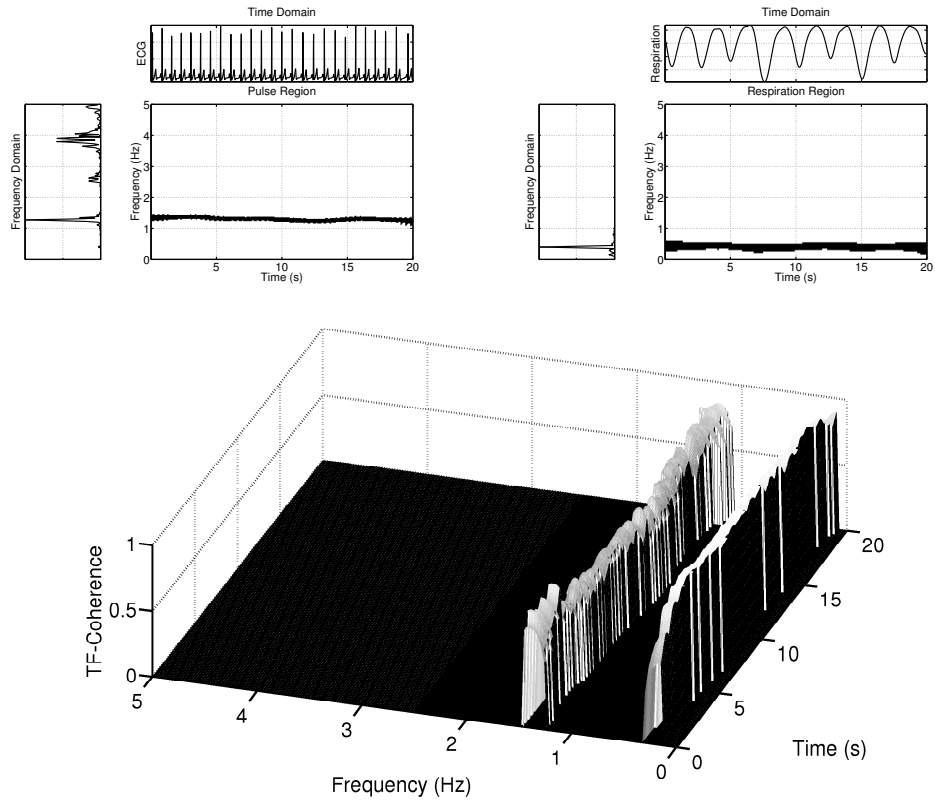 Time Domain
ECG
Pulse Region
Frequency Domain
Frequency (Hz)
5
4
3
2
1
0
5
10
15
20
Time (s)
Time Domain
Respiration
Respiration Region
Frequency Domain
Frequency (Hz)
5
4
3
2
1
0
5
10
15
20
Time (s)
TF-Coherence
1
0.5
0
5
4
3
2
1
0
Frequency (Hz)
0
5
10
15
20
Time (s)